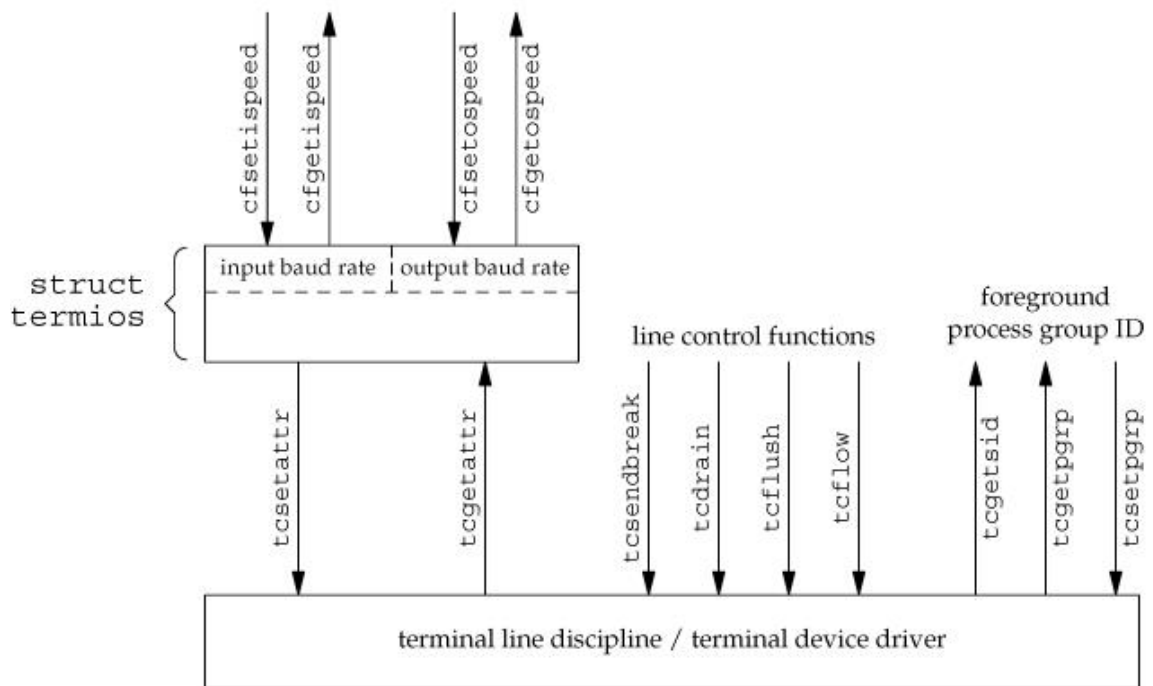 cfsetispeed
cfgetispeed
cfsetospeed
cfgetospeed
struct
termios
input baud rate
output baud rate
line control functions
foreground
process group ID
tcsetattr
tcgetattr
tcsendbreak
tcdrain
tcflush
tcflow
tcgetsid
tcgetpgrp
tcsetpgrp
terminal line discipline / terminal device driver